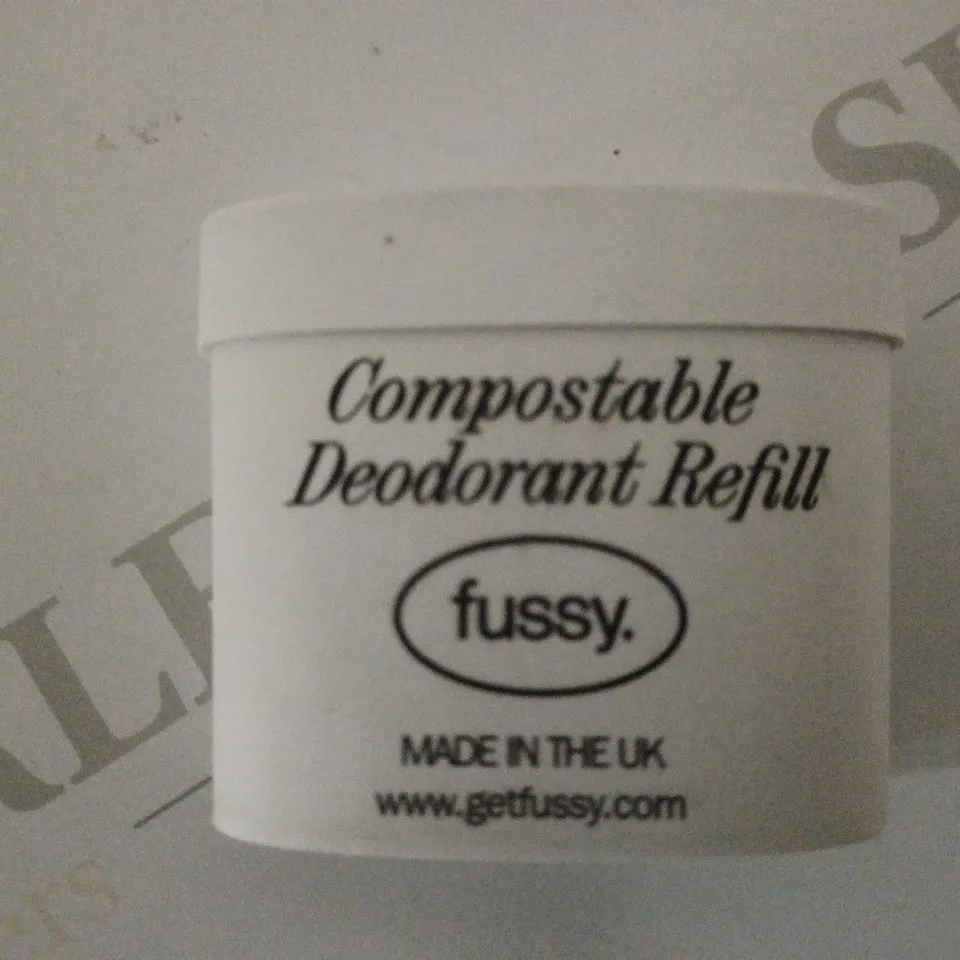 Compostable
Deodorant Refill
fussy.
MADE IN THE UK
www.getfussy.com